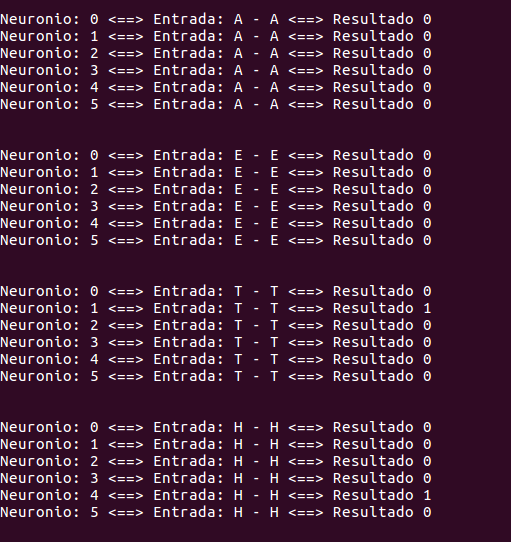 Neuronio: 0 <==> Entrada: A - A <==> Resultado 0
Neuronio: 1 <==> Entrada: A - A <==> Resultado 0
Neuronio: 2 <==> Entrada: A - A <==> Resultado 0
Neuronio: 3 <==> Entrada: A - A <==> Resultado 0
Neuronio: 4 <==> Entrada: A - A <==> Resultado 0
Neuronio: 5 <==> Entrada: A - A <==> Resultado 0
Neuronio: 0 <==> Entrada: E - E <==> Resultado 0
Neuronio: 1 <==> Entrada: E - E <==> Resultado 0
Neuronio: 2 <==> Entrada: E - E <==> Resultado 0
Neuronio: 3 <==> Entrada: E - E <==> Resultado 0
Neuronio: 4 <==> Entrada: E - E <==> Resultado 0
Neuronio: 5 <==> Entrada: E - E <==> Resultado 0
Neuronio: 0 <==> Entrada: T - T <==> Resultado 0
Neuronio: 1 <==> Entrada: T - T <==> Resultado 1
Neuronio: 2 <==> Entrada: T - T <==> Resultado 0
Neuronio: 3 <==> Entrada: T - T <==> Resultado 0
Neuronio: 4 <==> Entrada: T - T <==> Resultado 0
Neuronio: 5 <==> Entrada: T - T <==> Resultado 0
Neuronio: 0 <==> Entrada: H - H <==> Resultado 0
Neuronio: 1 <==> Entrada: H - H <==> Resultado 0
Neuronio: 2 <==> Entrada: H - H <==> Resultado 0
Neuronio: 3 <==> Entrada: H - H <==> Resultado 0
Neuronio: 4 <==> Entrada: H - H <==> Resultado 1
Neuronio: 5 <==> Entrada: H - H <==> Resultado 0